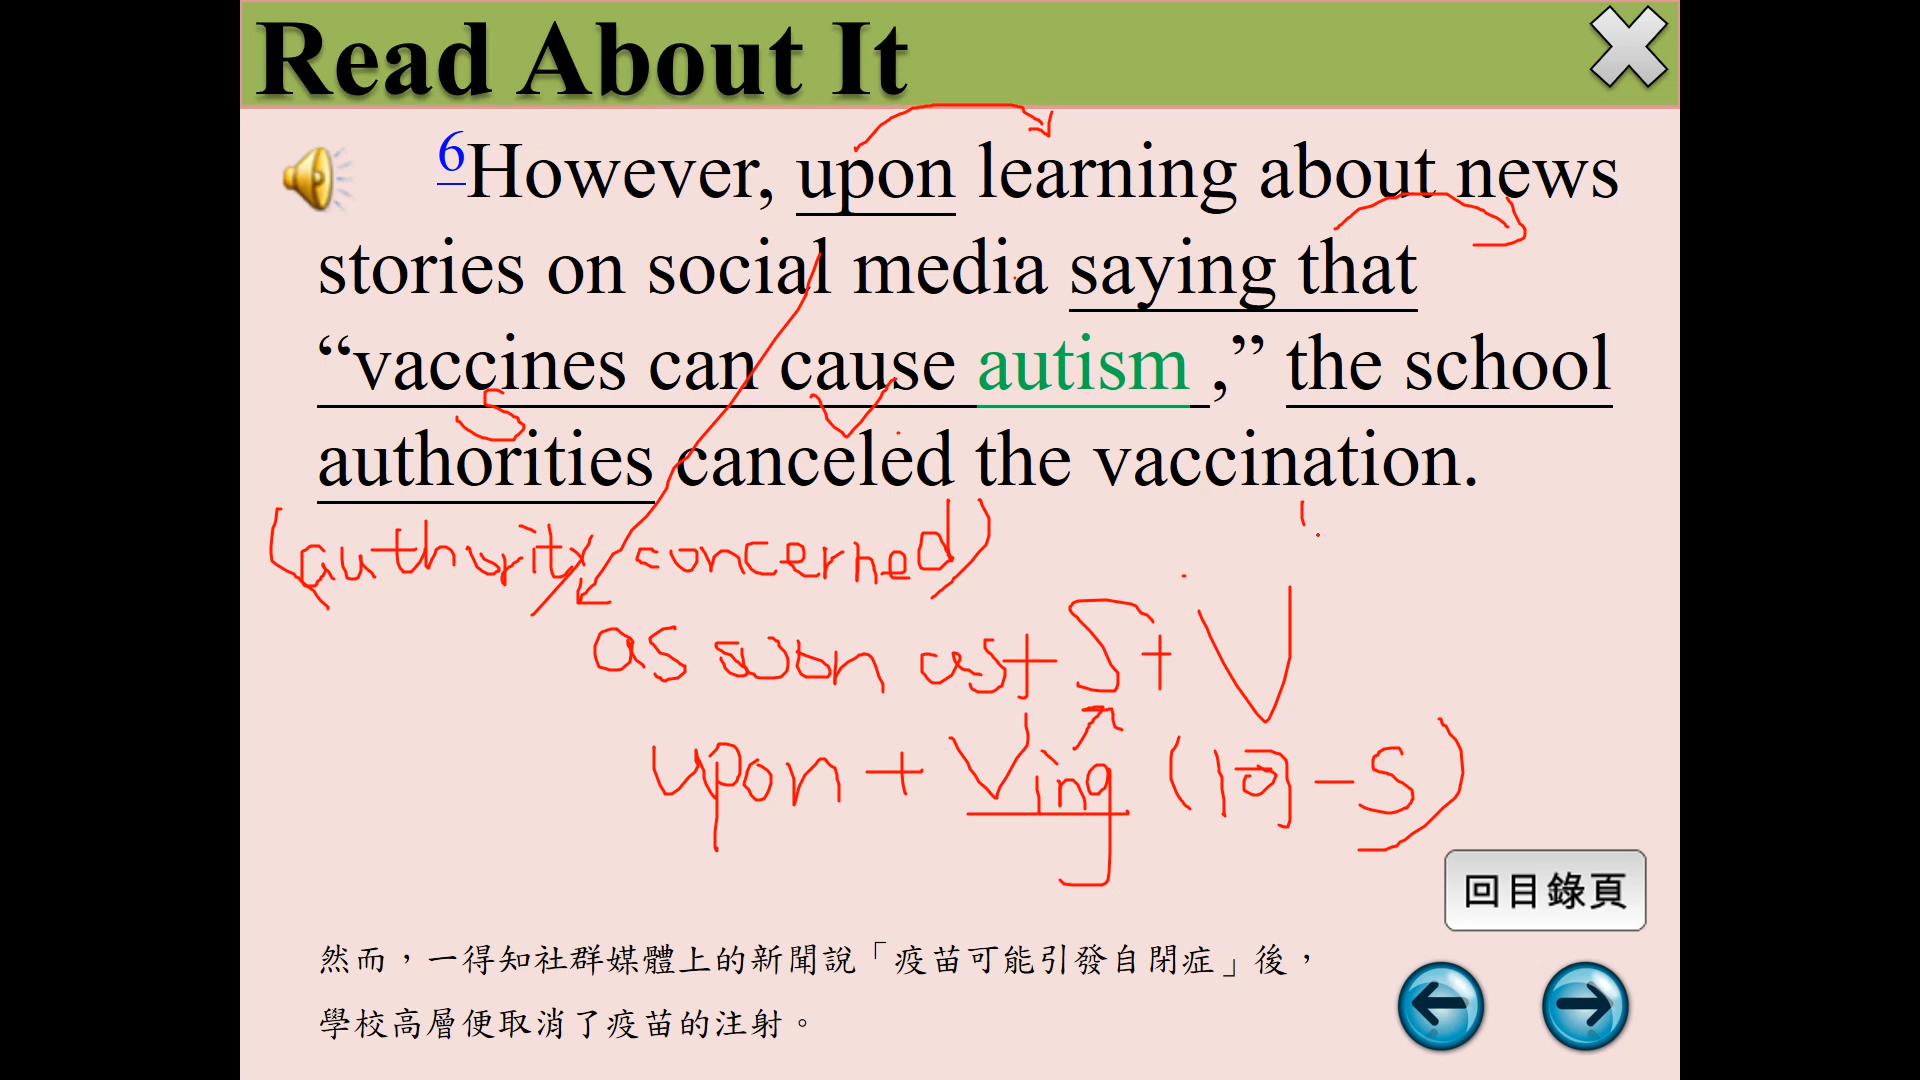 Read About It
6However, upon learning about news
stories on social media saying that
“vaccines can cause autism ,” the school
S V
authorities canceled the vaccination.
(authority concerned)
as soon as + S + V
upon + Ving (同-S)
回目錄頁
然而，一得知社群媒體上的新聞說「疫苗可能引發自閉症」後，
學校高層便取消了疫苗的注射。